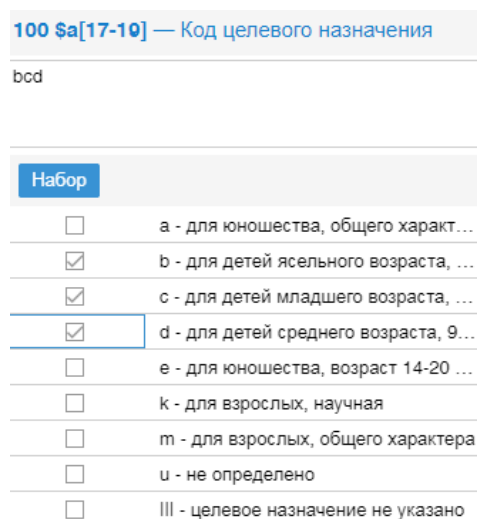 100 $a[17-19] — Код целевого назначения
bcd
Набор
a - для юношества, общего характ...
b - для детей ясельного возраста, ...
c - для детей младшего возраста, ...
d - для детей среднего возраста, 9...
e - для юношества, возраст 14-20 ...
k - для взрослых, научная
m - для взрослых, общего характера
u - не определено
III - целевое назначение не указано